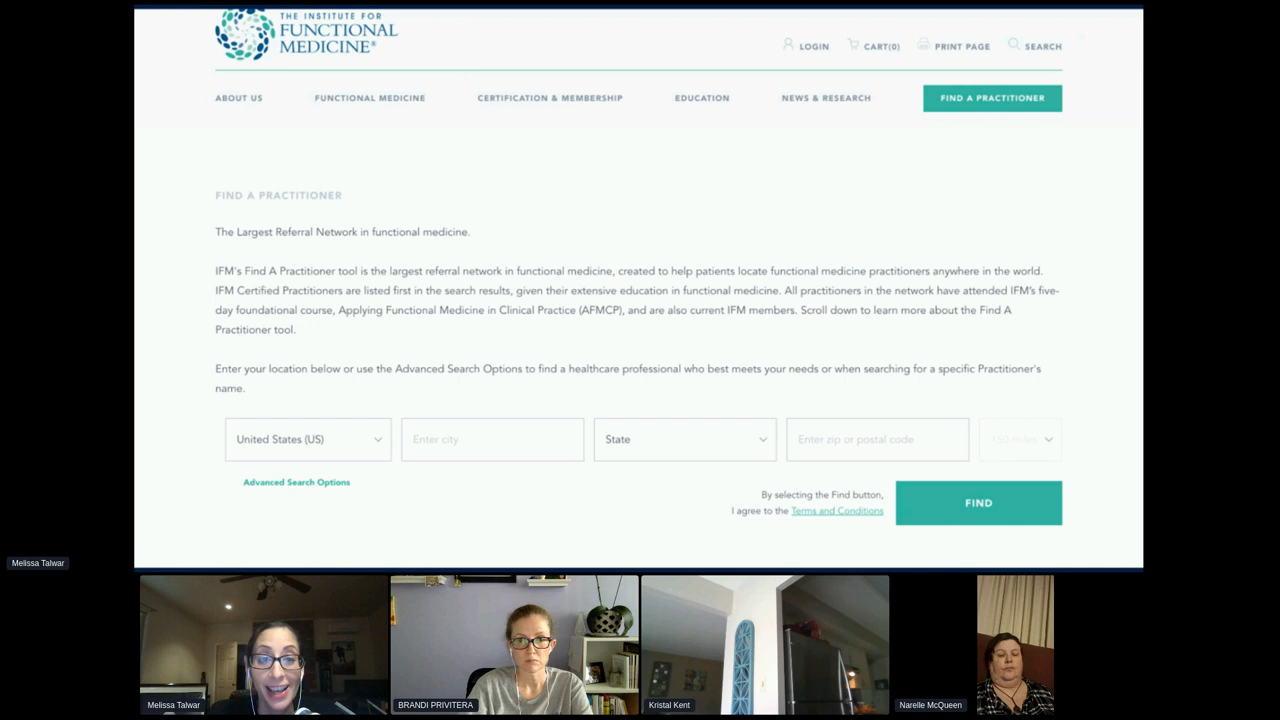 THE INSTITUTE FOR
FUNCTIONAL
MEDICINE®
LOGIN
CART(0)
PRINT PAGE
SEARCH
ABOUT US
FUNCTIONAL MEDICINE
CERTIFICATION & MEMBERSHIP
EDUCATION
NEWS & RESEARCH
FIND A PRACTITIONER
FIND A PRACTITIONER
The Largest Referral Network in functional medicine.
IFM's Find A Practitioner tool is the largest referral network in functional medicine, created to help patients locate functional medicine practitioners anywhere in the world.
IFM Certified Practitioners are listed first in the search results, given their extensive education in functional medicine. All practitioners in the network have attended IFM's five-
day foundational course, Applying Functional Medicine in Clinical Practice (AFMCP), and are also current IFM members. Scroll down to learn more about the Find A
Practitioner tool.
Enter your location below or use the Advanced Search Options to find a healthcare professional who best meets your needs or when searching for a specific Practitioner's
name.
United States (US)
Enter city
State
Enter zip or postal code
150 miles
Advanced Search Options
By selecting the Find button,
I agree to the Terms and Conditions
FIND
Melissa Talwar
Melissa Talwar
BRANDI PRIVITERA
Kristal Kent
Narelle McQueen